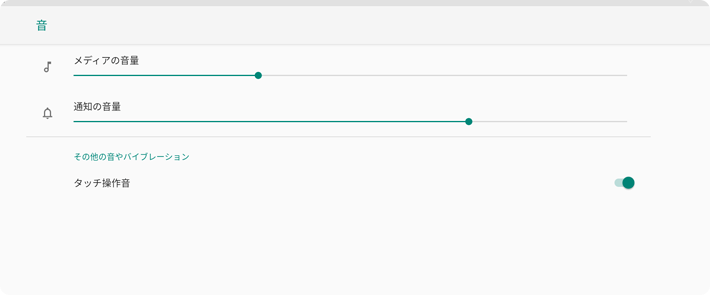 音
メディアの音量
通知の音量
その他の音やバイブレーション
タッチ操作音